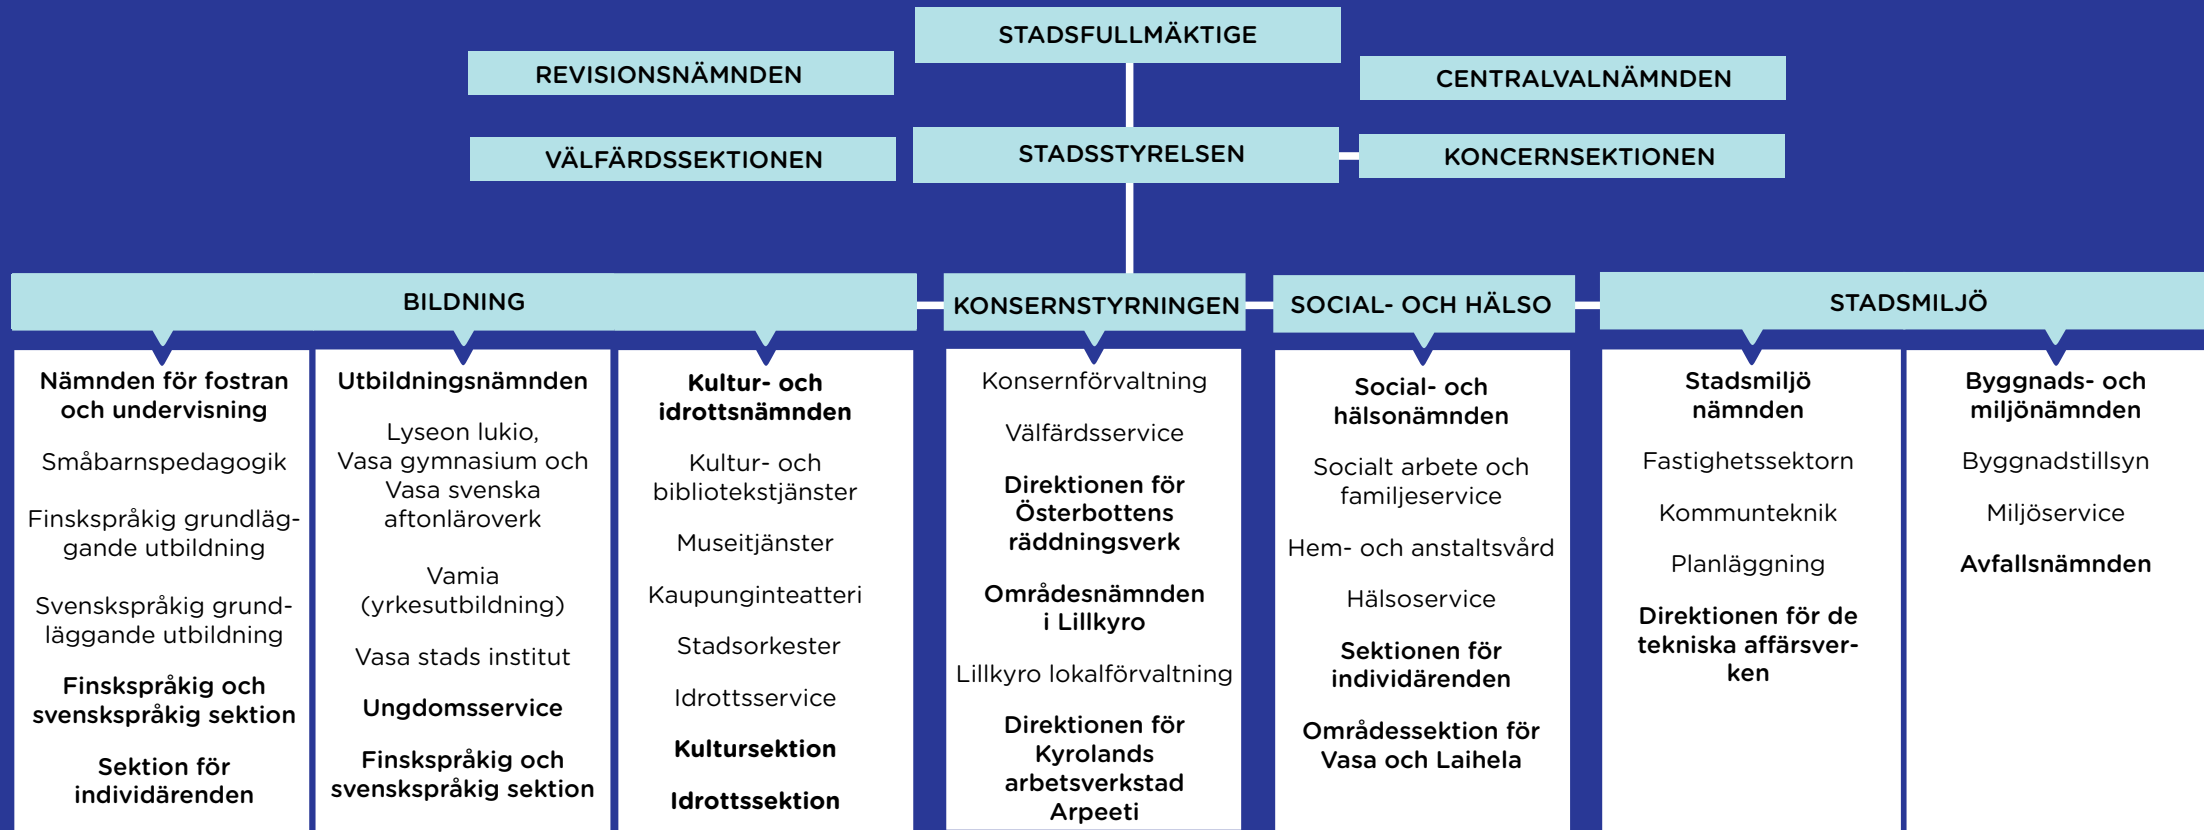 STADSFULLMÄKTIGE
REVISIONSNÄMNDEN
CENTRALVALNÄMNDEN
VÄLFÄRDSSEKTIONEN
STADSSTYRELSEN
KONCERNSEKTIONEN
BILDNING
Nämnden för fostran
och undervisning
Småbarnspedagogik
Finskspråkig grundläg-
gande utbildning
Svenskspråkig grund-
läggande utbildning
Finskspråkig och
svenskspråkig sektion
Sektion för
individärenden
Utbildningsnämnden
Lyseon lukio,
Vasa gymnasium och
Vasa svenska
aftonläroverk
Vamia
(yrkesutbildning)
Vasa stads institut
Ungdomsservice
Finskspråkig och
svenskspråkig sektion
Kultur- och
idrottsnämnden
Kultur- och
bibliotekstjänster
Museitjänster
Kaupunginteatteri
Stadsorkester
Idrottsservice
Kultursektion
Idrottssektion
KONSERNSTYRNINGEN
Konsernförvaltning
Välfärdsservice
Direktionen för
Österbottens
räddningsverk
Områdesnämnden
i Lillkyro
Lillkyro lokalförvaltning
Direktionen för
Kyrolands
arbetsverkstad
Arpeeti
SOCIAL- OCH HÄLSO
Social- och
hälsonämnden
Socialt arbete och
familjeservice
Hem- och anstaltsvård
Hälsoservice
Sektionen för
individärenden
Områdessektion för
Vasa och Laihela
STADSMILJÖ
Stadsmiljö
nämnden
Fastighetssektorn
Kommunteknik
Planläggning
Direktionen för de
tekniska affärsver-
ken
Byggnads- och
miljönämnden
Byggnadstillsyn
Miljöservice
Avfallsnämnden